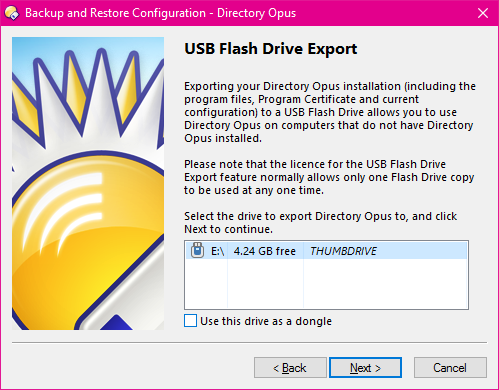 Backup and Restore Configuration - Directory Opus
USB Flash Drive Export
Exporting your Directory Opus installation (including the
program files, Program Certificate and current
configuration) to a USB Flash Drive allows you to use
Directory Opus on computers that do not have Directory
Opus installed.
Please note that the licence for the USB Flash Drive
Export feature normally allows only one Flash Drive copy
to be used at any one time.
Select the drive to export Directory Opus to, and click
Next to continue.
E:\ 4.24 GB free THUMBDRIVE
Use this drive as a dongle
< Back Next > Cancel